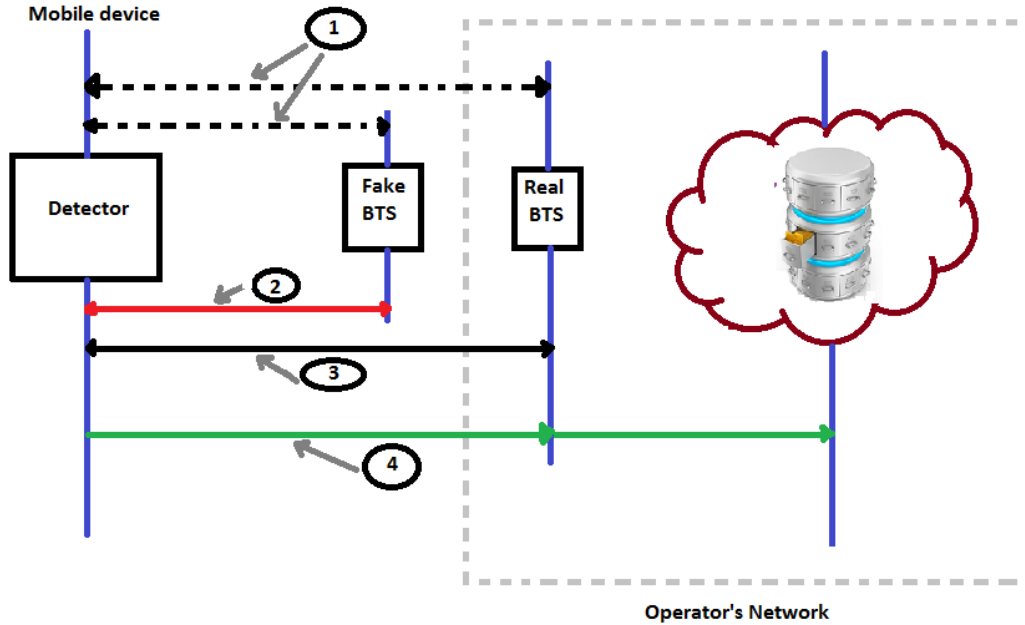 Mobile device
1
Detector
Fake
BTS
Real
BTS
2
3
4
Operator's Network